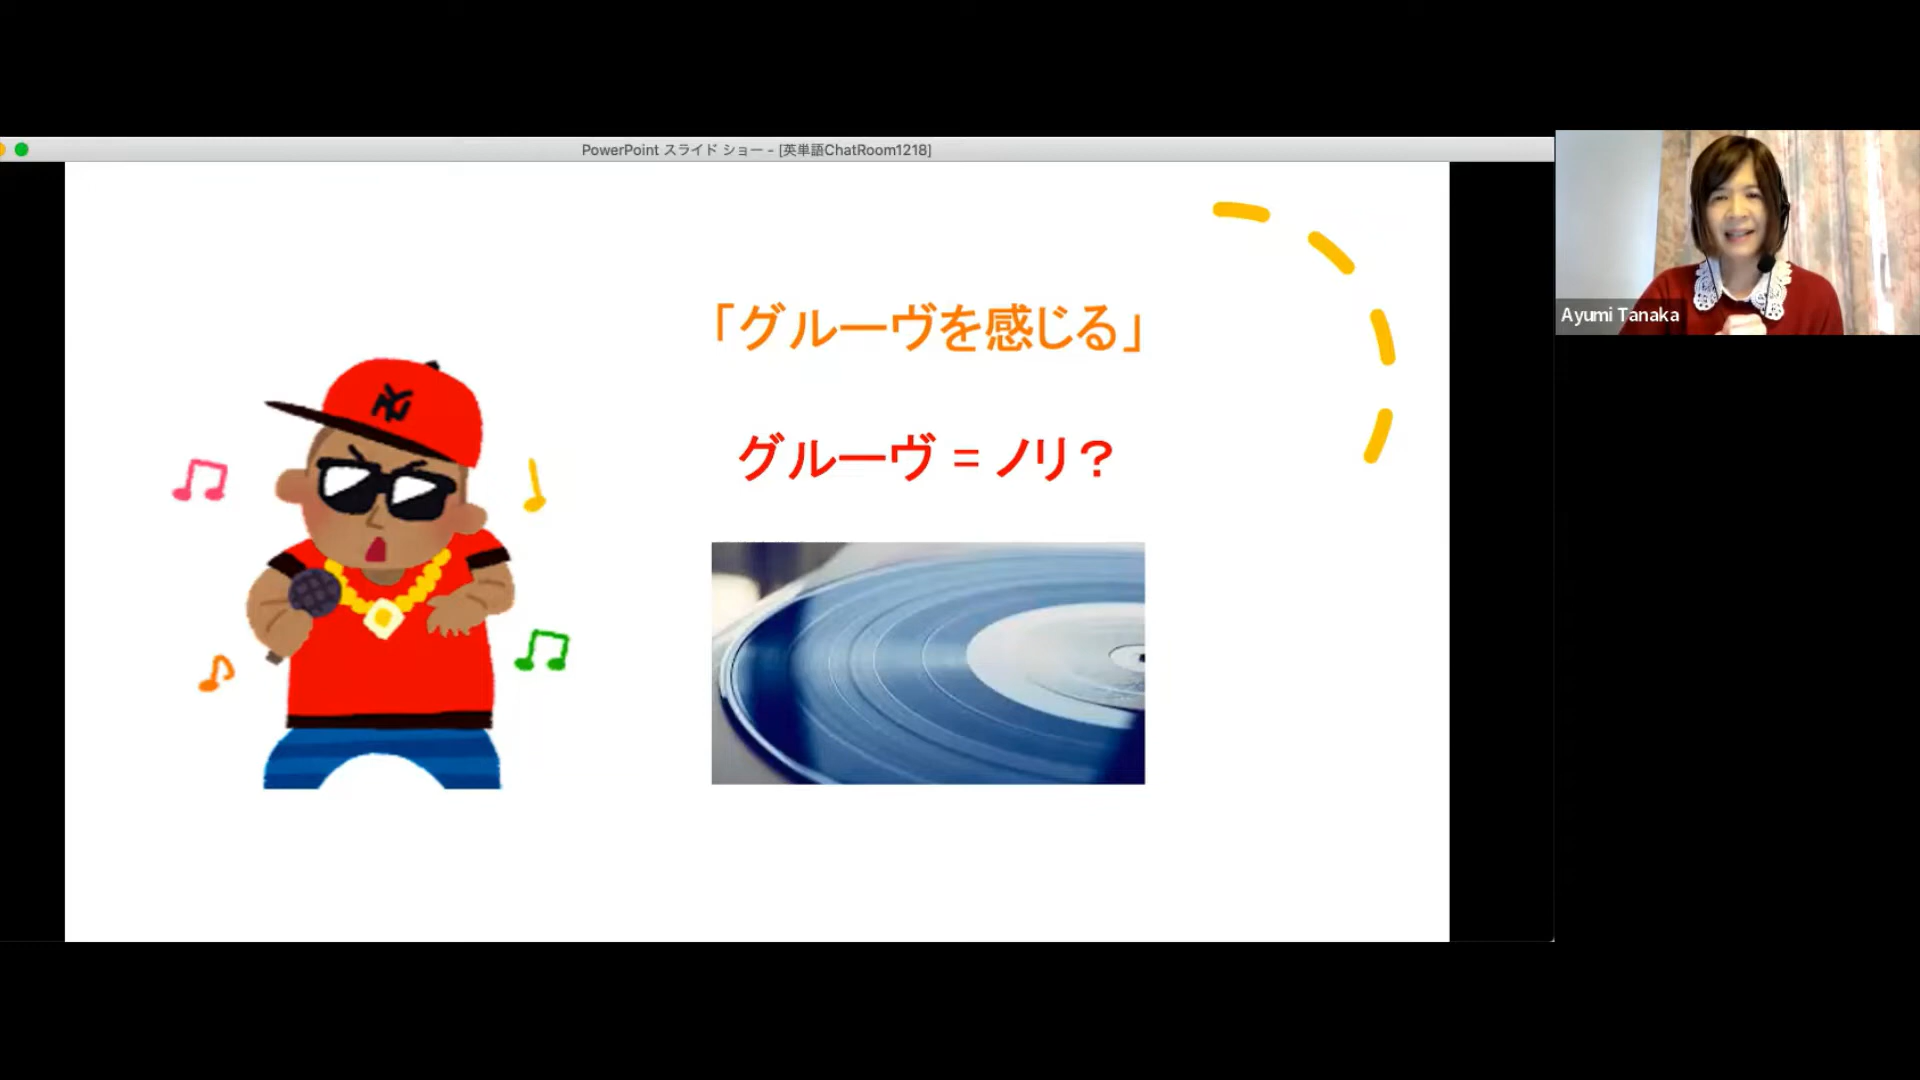 PowerPoint スライド ショー - [英単語ChatRoom1218]
「グルーヴを感じる」
グルーヴ = ノリ？
NY
Ayumi Tanaka